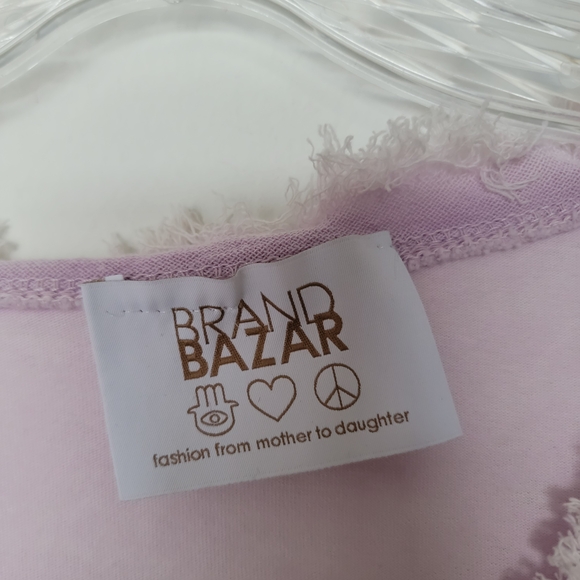 BRAND
BAZAR
fashion from mother to daughter